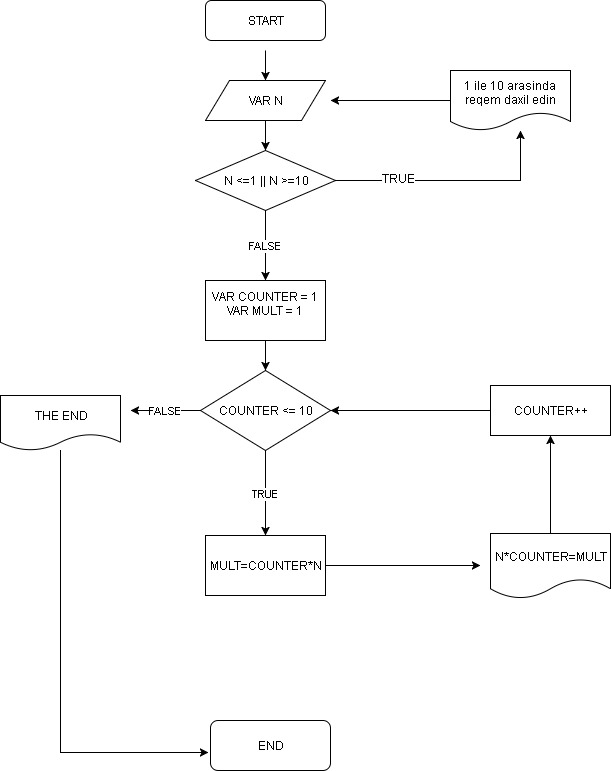 START
VAR N
1 ile 10 arasinda
reqem daxil edin
N <=1 || N >=10
TRUE
FALSE
VAR COUNTER = 1
VAR MULT = 1
COUNTER <= 10
FALSE
THE END
COUNTER++
TRUE
MULT=COUNTER*N
N*COUNTER=MULT
END